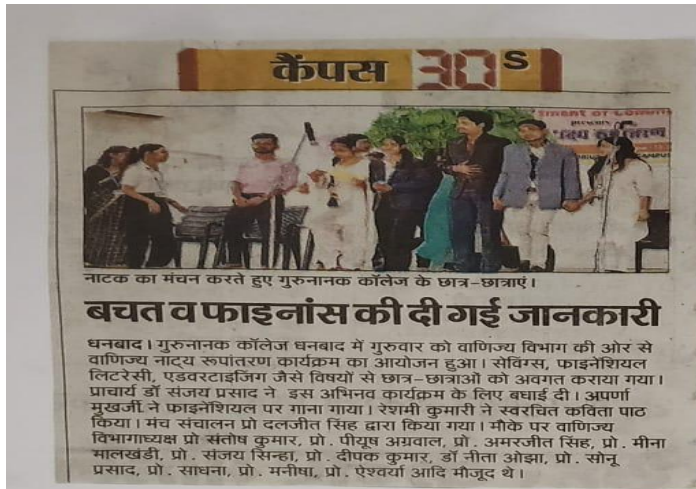 कैंपस 30s
नाटक का मंचन करते हुए गुरुनानक कॉलेज के छात्र-छात्राएं।
बचत व फाइनांस की दी गई जानकारी
धनबाद। गुरुनानक कॉलेज धनबाद में गुरुवार को वाणिज्य विभाग की ओर से
वाणिज्य नाट्य रूपांतरण कार्यक्रम का आयोजन हुआ। सेविंग्स, फाइनेंशियल
लिटरेसी, एडवरटाइजिंग जैसे विषयों से छात्र-छात्राओं को अवगत कराया गया।
प्राचार्य डॉ संजय प्रसाद ने इस अभिनव कार्यक्रम के लिए बधाई दी। अपर्णा
मुखर्जी ने फाइनेंशियल पर गाना गाया। रेशमी कुमारी ने स्वरचित कविता पाठ
किया। मंच संचालन प्रो दलजीत सिंह द्वारा किया गया। मौके पर वाणिज्य
विभागाध्यक्ष प्रो संतोष कुमार, प्रो. पीयूष अग्रवाल, प्रो. अमरजीत सिंह, प्रो. मीना
मालखंडी, प्रो. संजय सिन्हा, प्रो. दीपक कुमार, डॉ नीता ओझा, प्रो. सोनू
प्रसाद, प्रो. साधना, प्रो. मनीषा, प्रो. ऐश्वर्या आदि मौजूद थे।